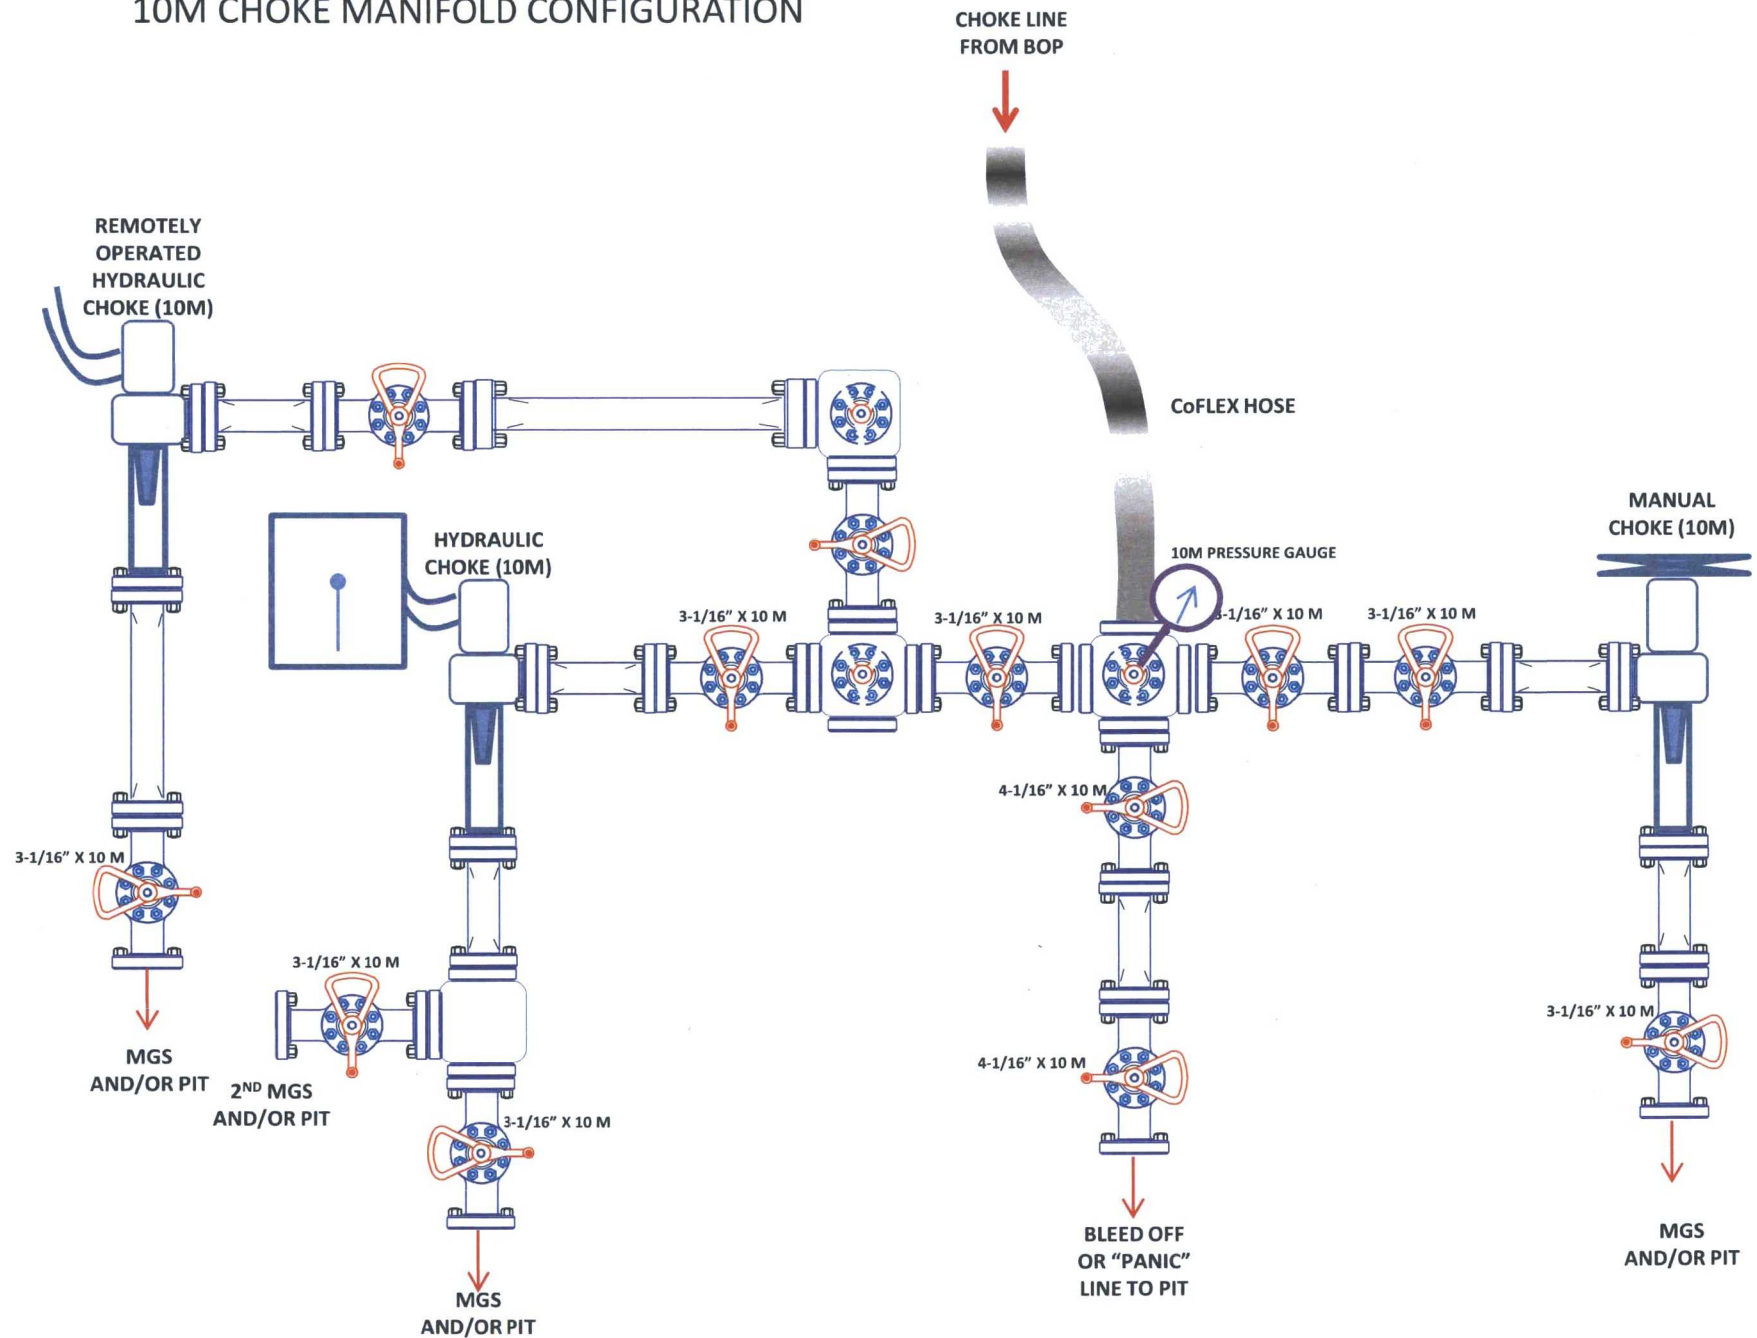 10M CHOKE MANIFOLD CONFIGURATION
CHOKE LINE
FROM BOP
REMOTELY
OPERATED
HYDRAULIC
CHOKE (10M)
CoFLEX HOSE
MANUAL
CHOKE (10M)
HYDRAULIC
CHOKE (10M)
10M PRESSURE GAUGE
3-1/16” X 10 M
3-1/16” X 10 M
3-1/16” X 10 M
3-1/16” X 10 M
4-1/16” X 10 M
3-1/16” X 10 M
3-1/16” X 10 M
3-1/16” X 10 M
4-1/16” X 10 M
MGS
AND/OR PIT
2ND MGS
AND/OR PIT
3-1/16” X 10 M
BLEED OFF
OR “PANIC”
LINE TO PIT
MGS
AND/OR PIT
MGS
AND/OR PIT